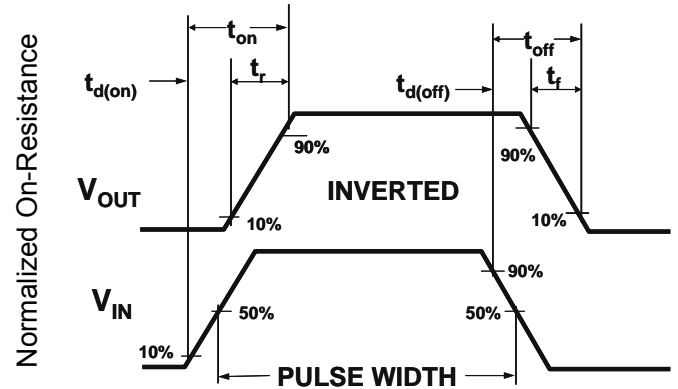 Normalized On-Resistance
t_on
t_off
t_d(on)
t_r
t_d(off)
t_f
90%
90%
V_OUT
INVERTED
10%
10%
90%
V_IN
50%
50%
10%
PULSE WIDTH